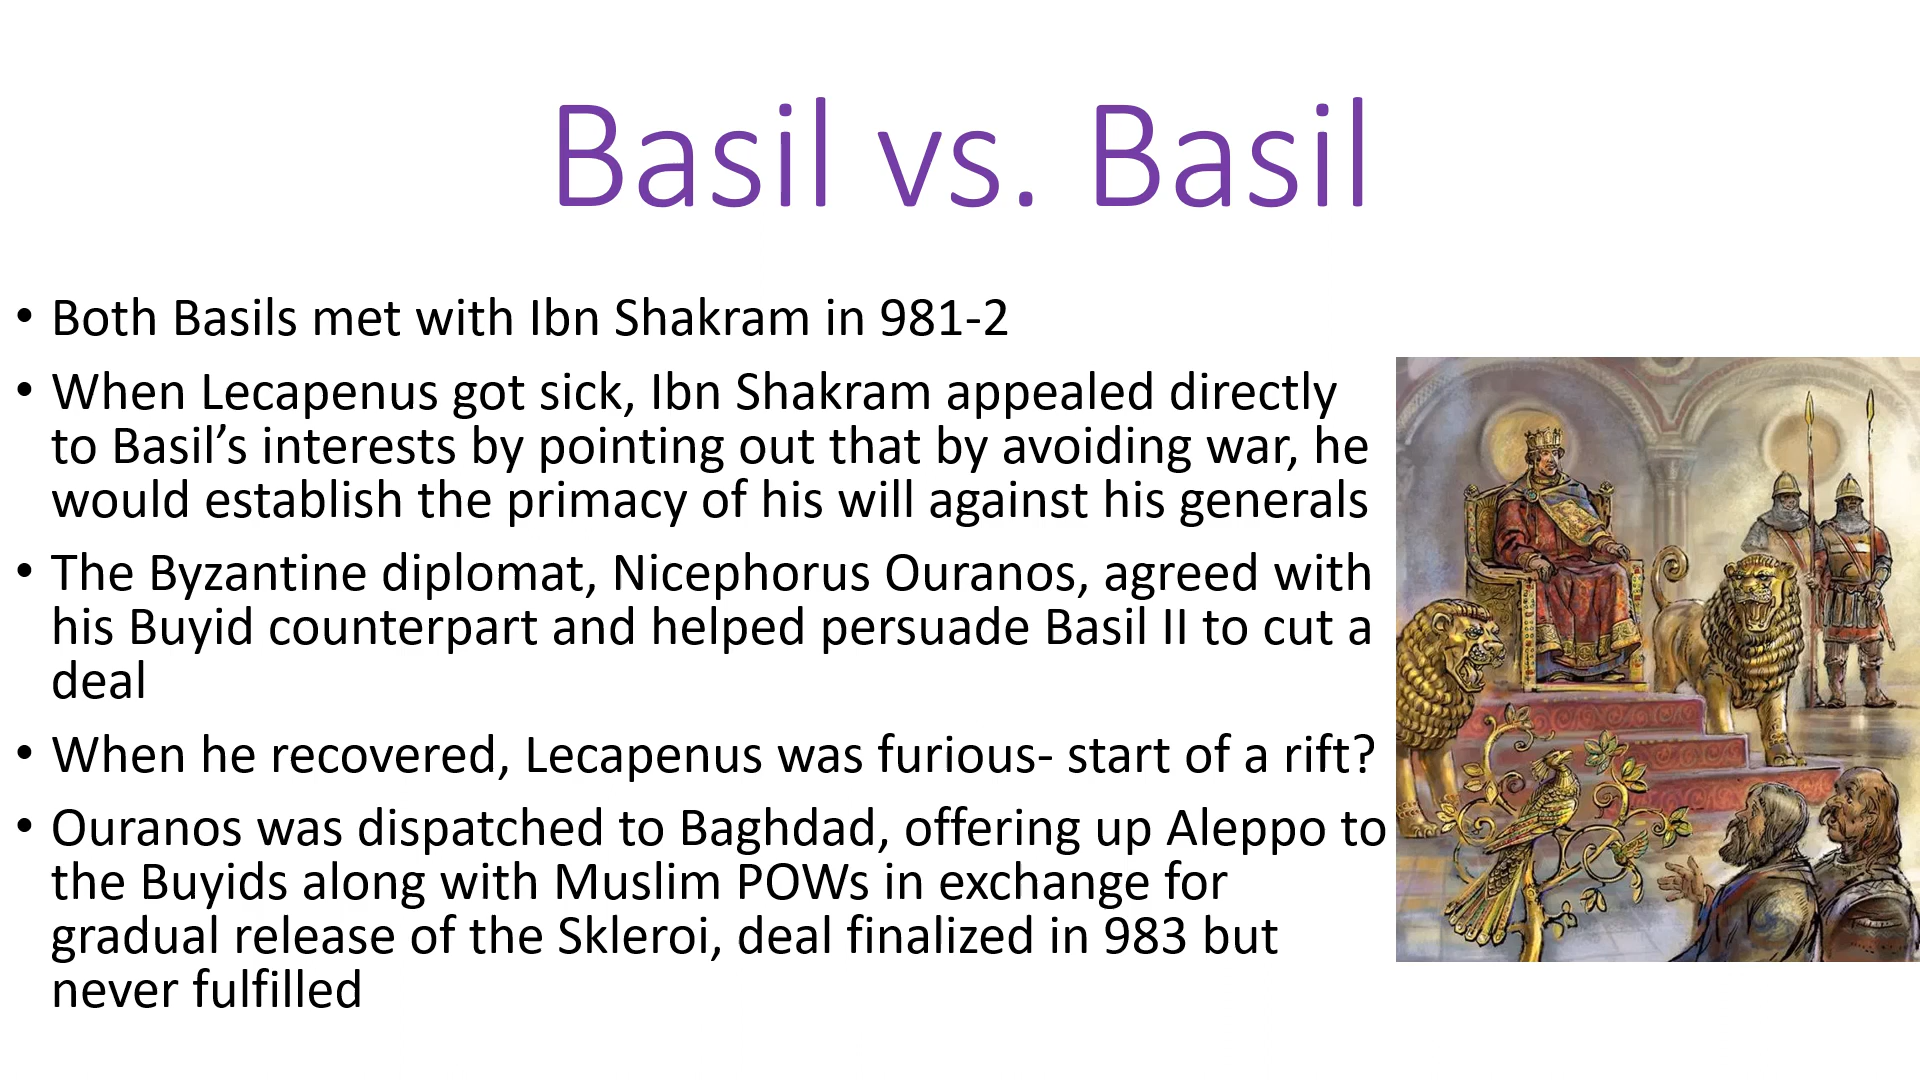 Basil vs. Basil
• Both Basils met with Ibn Shakram in 981-2
• When Lecapenus got sick, Ibn Shakram appealed directly
to Basil’s interests by pointing out that by avoiding war, he
would establish the primacy of his will against his generals
• The Byzantine diplomat, Nicephorus Ouranos, agreed with
his Buyid counterpart and helped persuade Basil II to cut a
deal
• When he recovered, Lecapenus was furious- start of a rift?
• Ouranos was dispatched to Baghdad, offering up Aleppo to
the Buyids along with Muslim POWs in exchange for
gradual release of the Skleroi, deal finalized in 983 but
never fulfilled